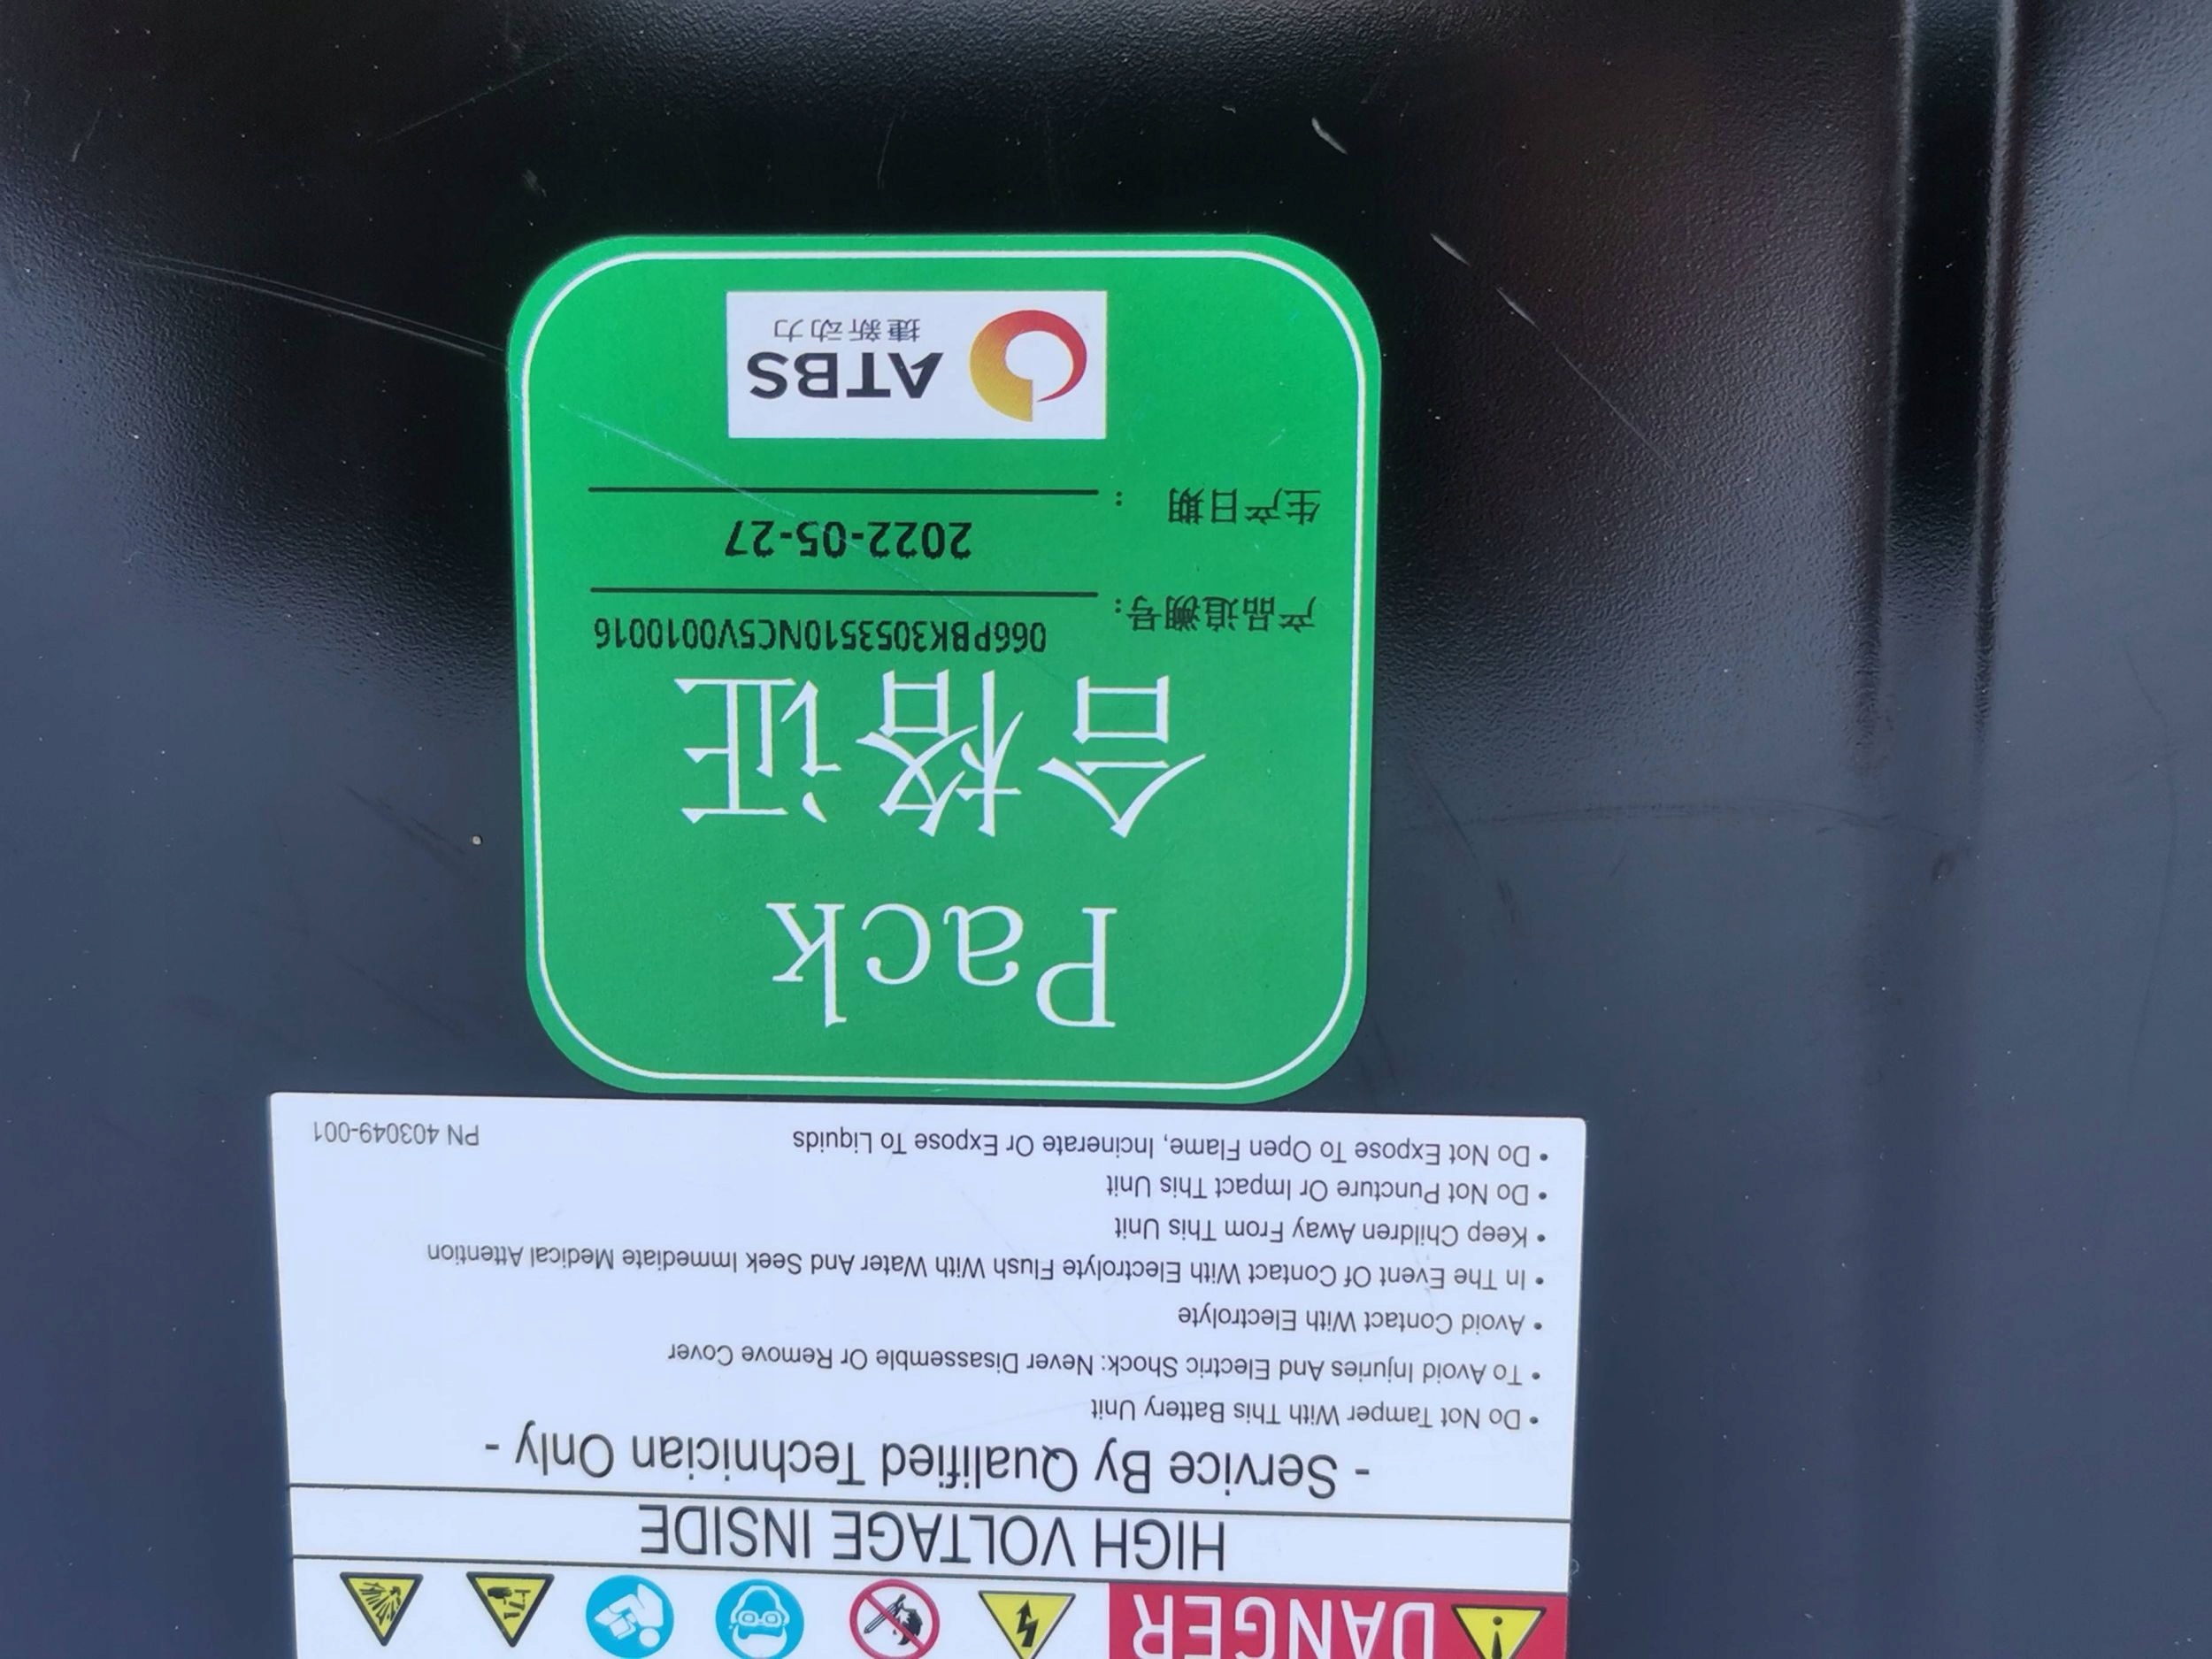 DANGER
HIGH VOLTAGE INSIDE
- Service By Qualified Technician Only -
• Do Not Tamper With This Battery Unit
• To Avoid Injuries And Electric Shock: Never Disassemble Or Remove Cover
• Avoid Contact With Electrolyte
• In The Event Of Contact With Electrolyte Flush With Water And Seek Immediate Medical Attention
• Keep Children Away From This Unit
• Do Not Puncture Or Impact This Unit
• Do Not Expose To Open Flame, Incinerate Or Expose To Liquids
PN 403049-001
Pack
合格证
产品追溯号: 066PBK3053510NC5V0010016
生产日期 : 2022-05-27
ATBS
捷新动力